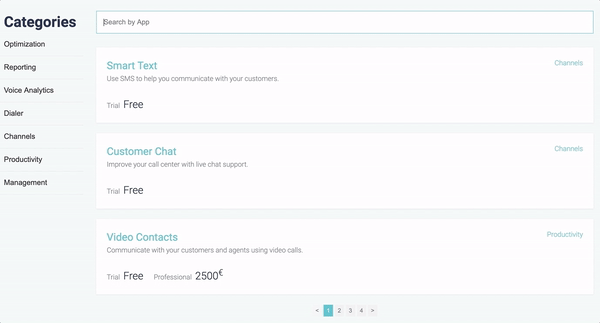 Categories
Optimization
Reporting
Voice Analytics
Dialer
Channels
Productivity
Management
Search by App
Smart Text
Channels
Use SMS to help you communicate with your customers.
Trial Free
Customer Chat
Channels
Improve your call center with live chat support.
Trial Free
Video Contacts
Productivity
Communicate with your customers and agents using video calls.
Trial Free Professional 2500€
< 1 2 3 4 >